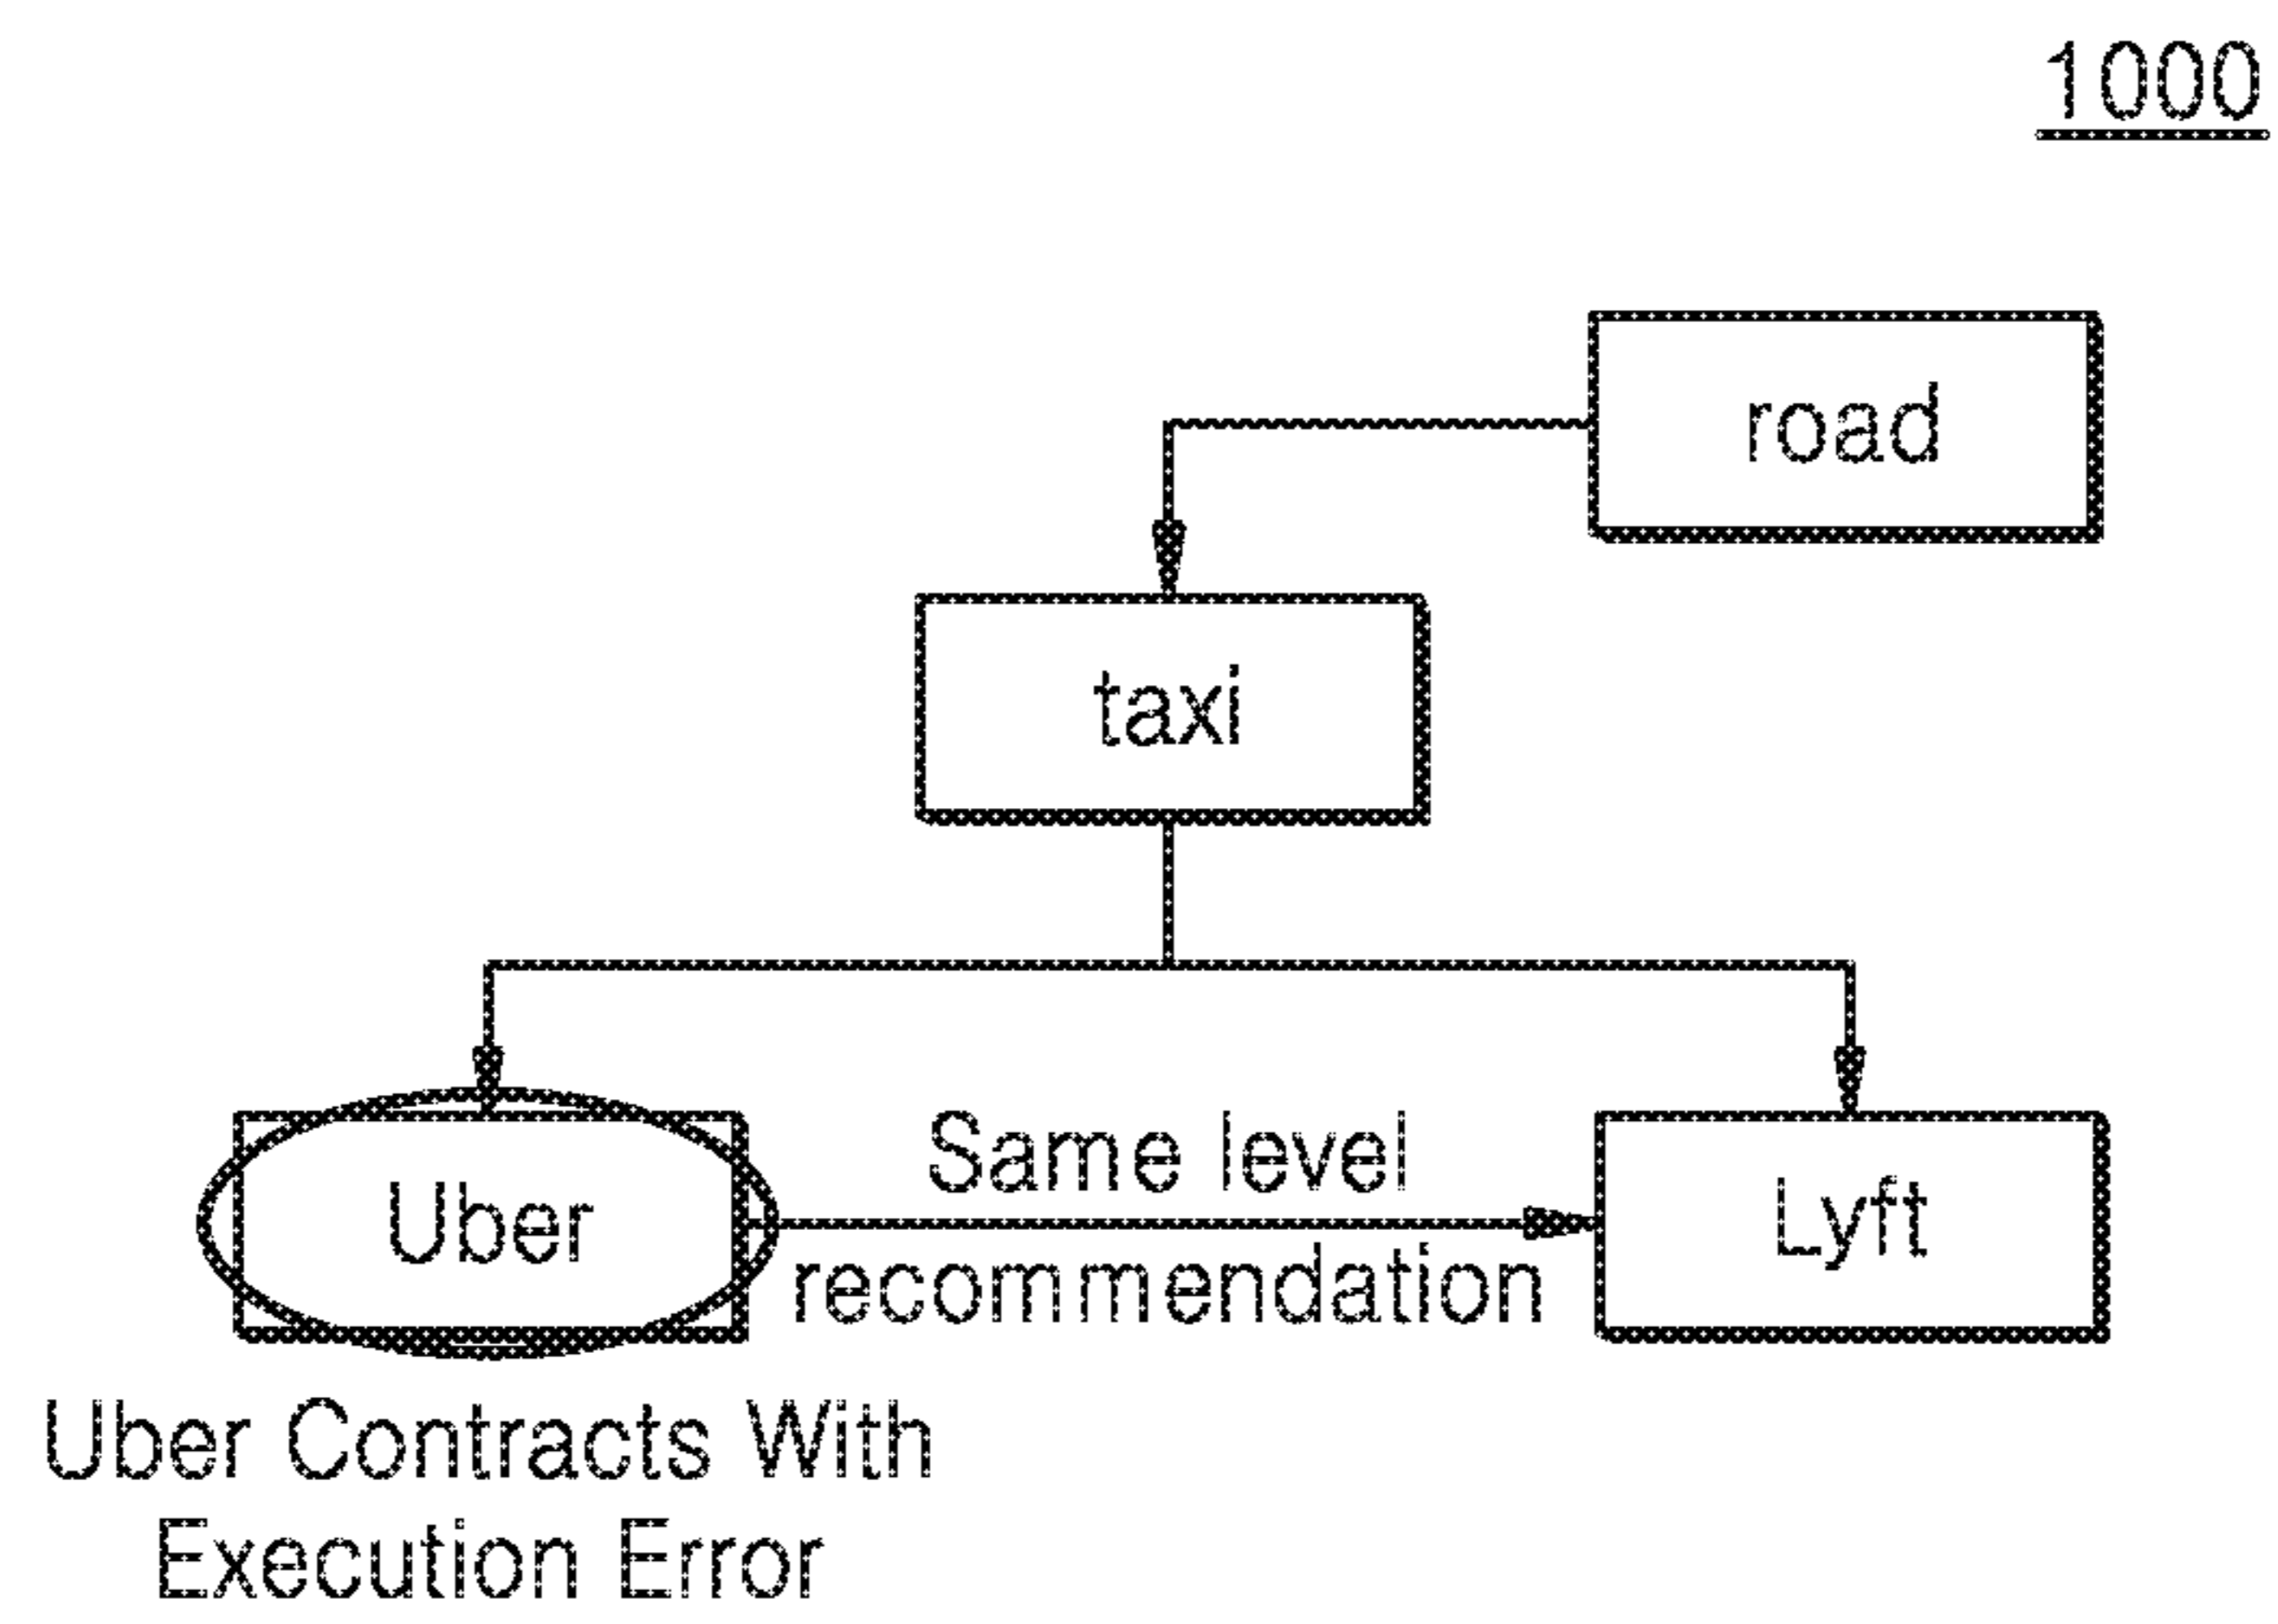 1000
road
taxi
Same level
Uber
Lyft
recommendation
Uber Contracts With
Execution Error